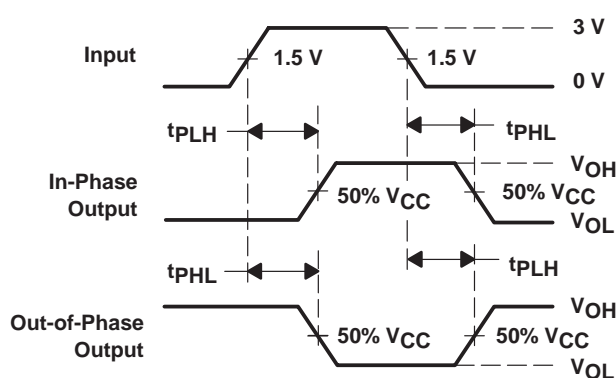 3 V
Input
1.5 V
1.5 V
0 V
tPLH
tPHL
VOH
In-Phase
Output
50% VCC
50% VCC
VOL
tPHL
tPLH
VOH
Out-of-Phase
Output
50% VCC
50% VCC
VOL